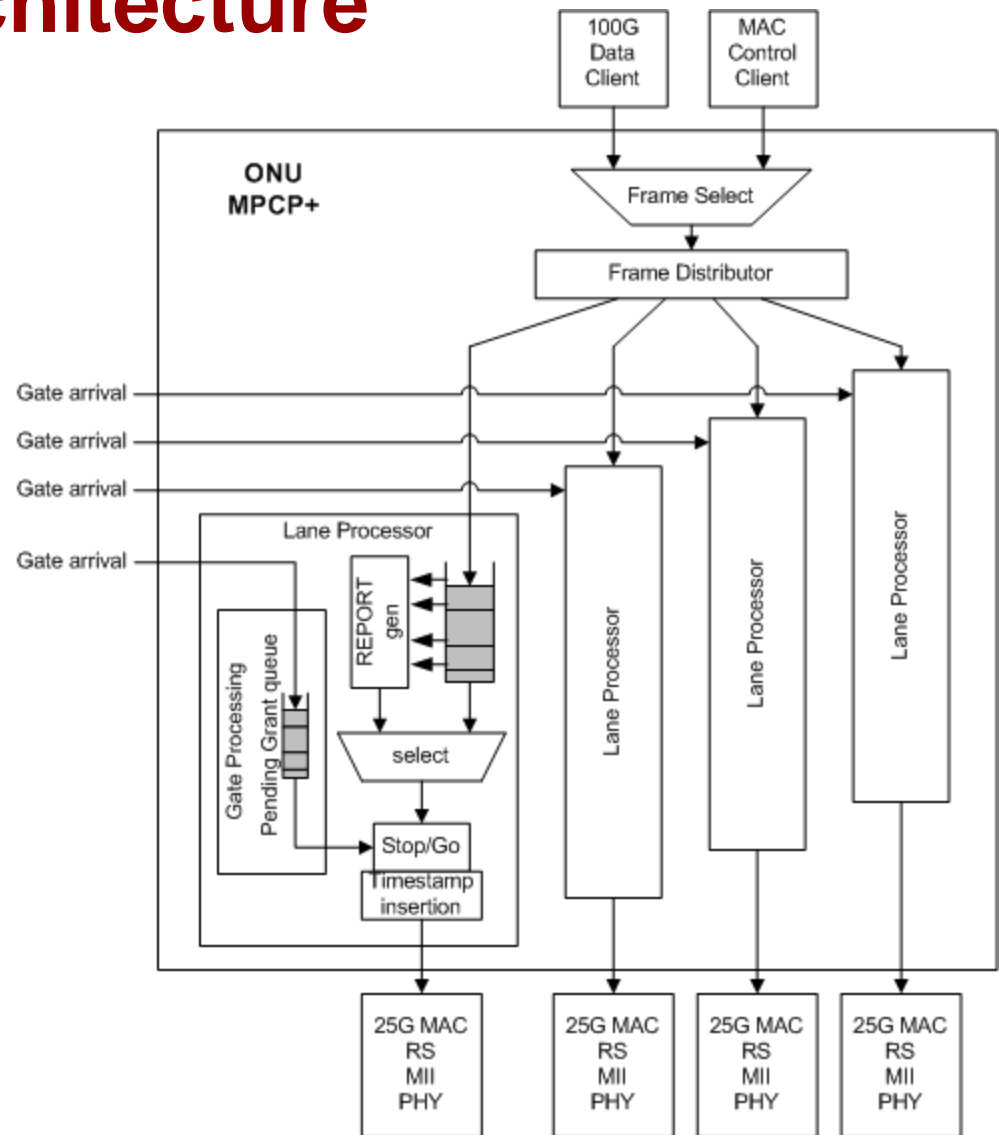 chitecture
100G
Data
Client
MAC
Control
Client
ONU
MPCP+
Frame Select
Frame Distributor
Gate arrival
Gate arrival
Gate arrival
Gate arrival
Lane Processor
REPORT
gen
Gate Processing
Pending Grant queue
select
Stop/Go
Timestamp
insertion
Lane Processor
Lane Processor
Lane Processor
25G MAC
RS
MII
PHY
25G MAC
RS
MII
PHY
25G MAC
RS
MII
PHY
25G MAC
RS
MII
PHY